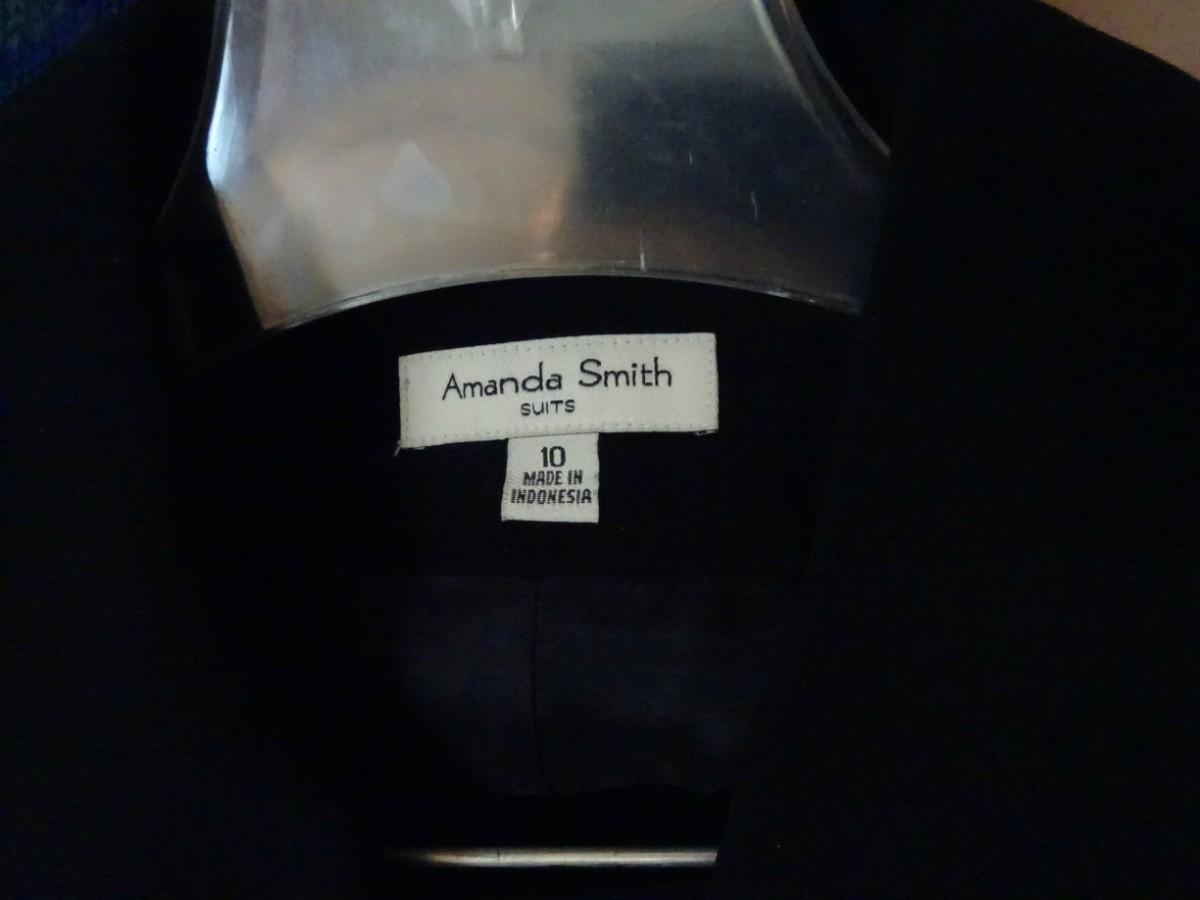 Amanda Smith
SUITS
10
MADE IN
INDONESIA